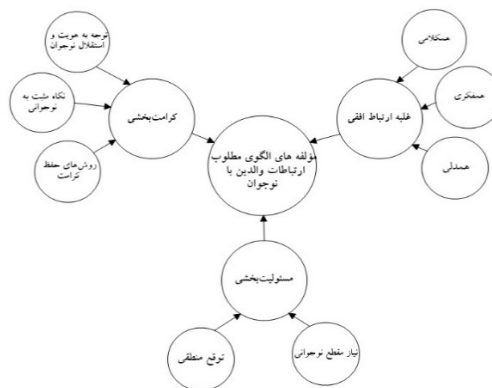 توجه به هویت و
استقلال نوجوان
نگاه مثبت به
نوجوانی
روش‌های حفظ
کرامت
کرامت‌بخشی
همکلامی
همفکری
همدلی
غلبه ارتباط افقی
مؤلفه های الگوی مطلوب
ارتباطات والدین با
نوجوان
مسئولیت‌بخشی
توقع منطقی
نیاز مقطع نوجوانی